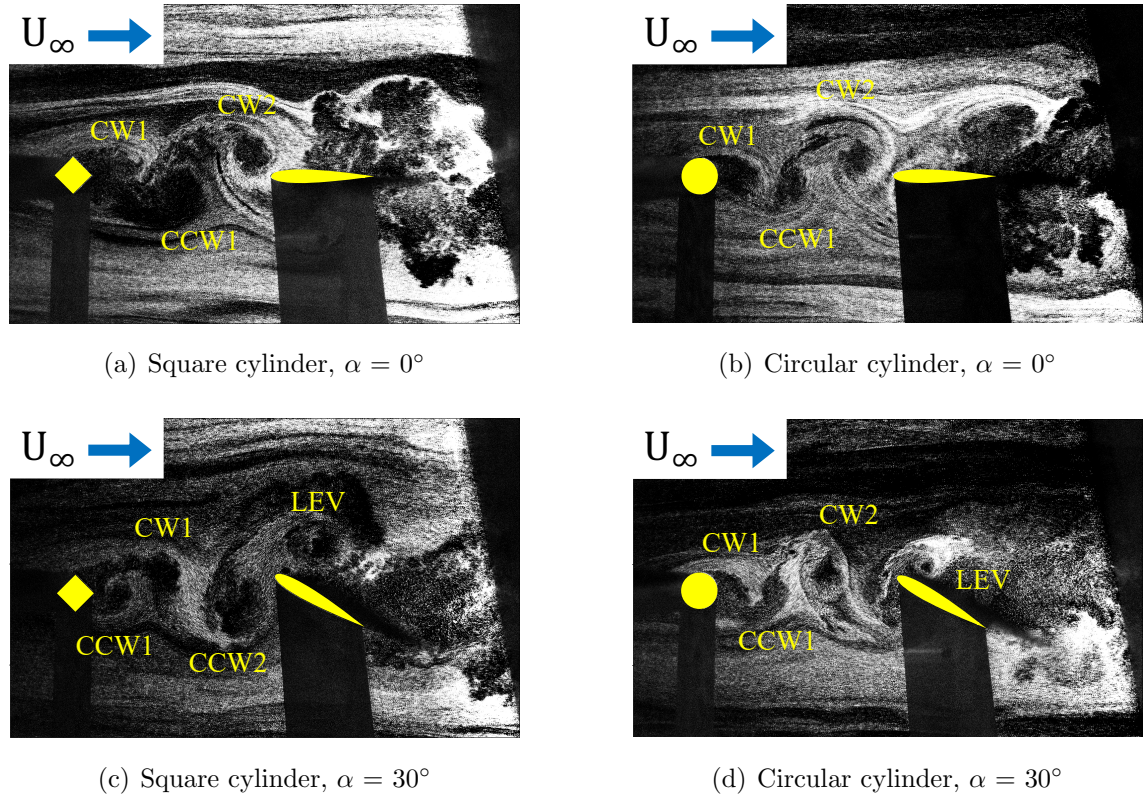 U∞
CW1
CW2
CCW1
(a) Square cylinder, α = 0°
U∞
CW1
CW2
CCW1
(b) Circular cylinder, α = 0°
U∞
CW1
LEV
CCW1
CCW2
(c) Square cylinder, α = 30°
U∞
CW1
CW2
LEV
CCW1
(d) Circular cylinder, α = 30°